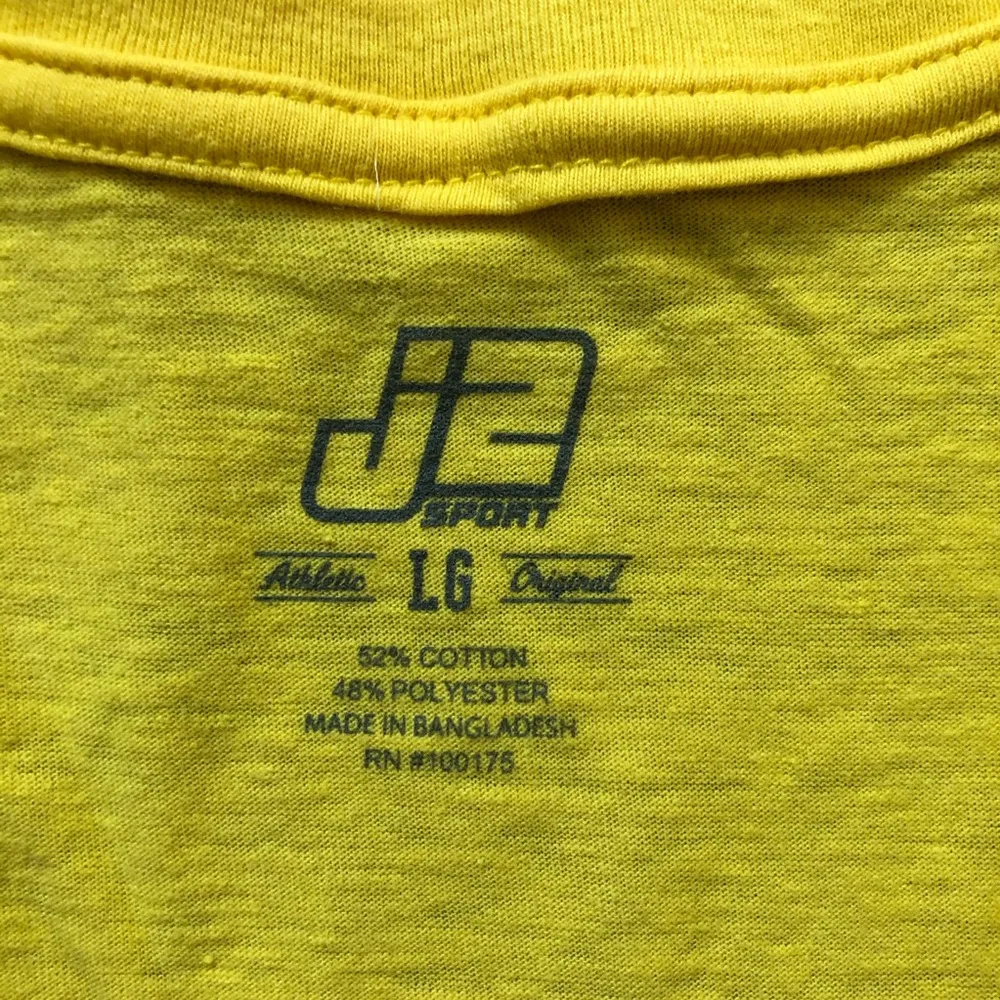 J2
SPORT
Athletic LG Original
52% COTTON
48% POLYESTER
MADE IN BANGLADESH
RN #100175